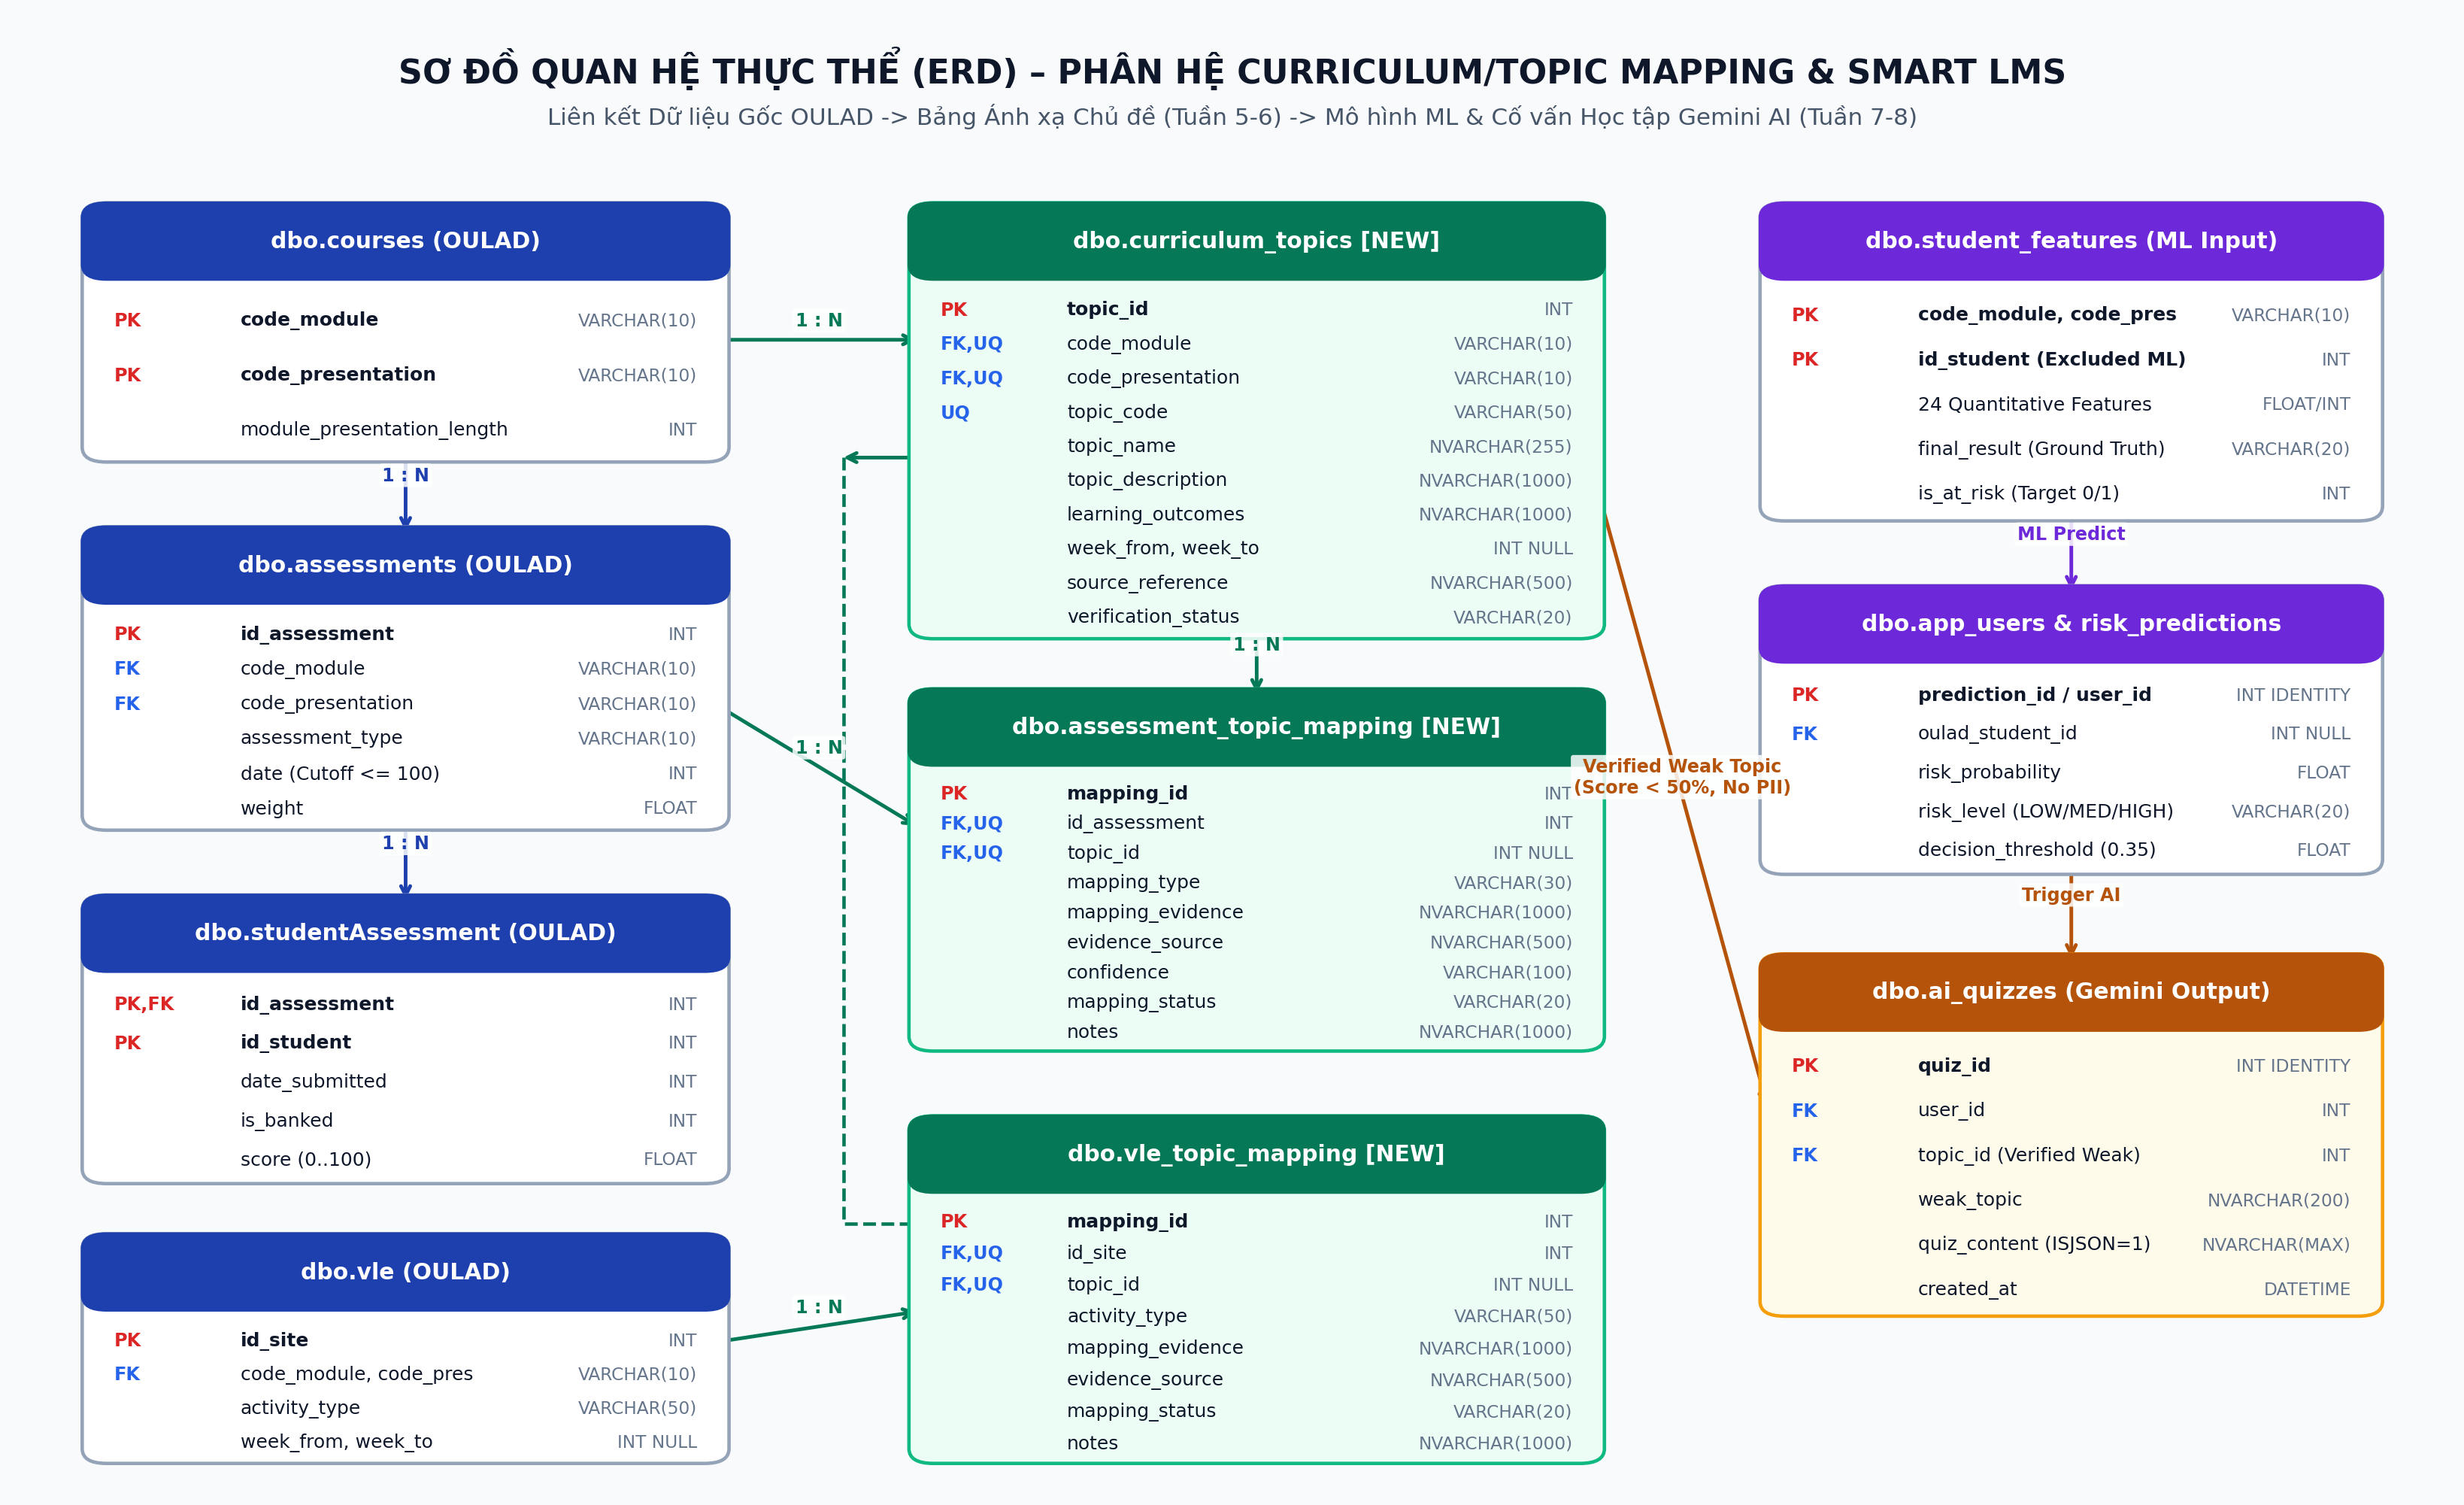 SƠ ĐỒ QUAN HỆ THỰC THỂ (ERD) – PHÂN HỆ CURRICULUM/TOPIC MAPPING & SMART LMS
Liên kết Dữ liệu Gốc OULAD -> Bảng Ánh xạ Chủ đề (Tuần 5-6) -> Mô hình ML & Cố vấn Học tập Gemini AI (Tuần 7-8)
dbo.courses (OULAD)
PK code_module VARCHAR(10)
PK code_presentation VARCHAR(10)
module_presentation_length INT
1 : N
dbo.assessments (OULAD)
PK id_assessment INT
FK code_module VARCHAR(10)
FK code_presentation VARCHAR(10)
assessment_type VARCHAR(10)
date (Cutoff <= 100) INT
weight FLOAT
1 : N
dbo.studentAssessment (OULAD)
PK,FK id_assessment INT
PK id_student INT
date_submitted INT
is_banked INT
score (0..100) FLOAT
dbo.vle (OULAD)
PK id_site INT
FK code_module, code_pres VARCHAR(10)
activity_type VARCHAR(50)
week_from, week_to INT NULL
1 : N
1 : N
1 : N
dbo.curriculum_topics [NEW]
PK topic_id INT
FK,UQ code_module VARCHAR(10)
FK,UQ code_presentation VARCHAR(10)
UQ topic_code VARCHAR(50)
topic_name NVARCHAR(255)
topic_description NVARCHAR(1000)
learning_outcomes NVARCHAR(1000)
week_from, week_to INT NULL
source_reference NVARCHAR(500)
verification_status VARCHAR(20)
1 : N
dbo.assessment_topic_mapping [NEW]
PK mapping_id INT
FK,UQ id_assessment INT
FK,UQ topic_id INT NULL
mapping_type VARCHAR(30)
mapping_evidence NVARCHAR(1000)
evidence_source NVARCHAR(500)
confidence VARCHAR(100)
mapping_status VARCHAR(20)
notes NVARCHAR(1000)
dbo.vle_topic_mapping [NEW]
PK mapping_id INT
FK,UQ id_site INT
FK,UQ topic_id INT NULL
activity_type VARCHAR(50)
mapping_evidence NVARCHAR(1000)
evidence_source NVARCHAR(500)
mapping_status VARCHAR(20)
notes NVARCHAR(1000)
Verified Weak Topic
(Score < 50%, No PII)
dbo.student_features (ML Input)
PK code_module, code_pres VARCHAR(10)
PK id_student (Excluded ML) INT
24 Quantitative Features FLOAT/INT
final_result (Ground Truth) VARCHAR(20)
is_at_risk (Target 0/1) INT
ML Predict
dbo.app_users & risk_predictions
PK prediction_id / user_id INT IDENTITY
FK oulad_student_id INT NULL
risk_probability FLOAT
risk_level (LOW/MED/HIGH) VARCHAR(20)
decision_threshold (0.35) FLOAT
Trigger AI
dbo.ai_quizzes (Gemini Output)
PK quiz_id INT IDENTITY
FK user_id INT
FK topic_id (Verified Weak) INT
weak_topic NVARCHAR(200)
quiz_content (ISJSON=1) NVARCHAR(MAX)
created_at DATETIME